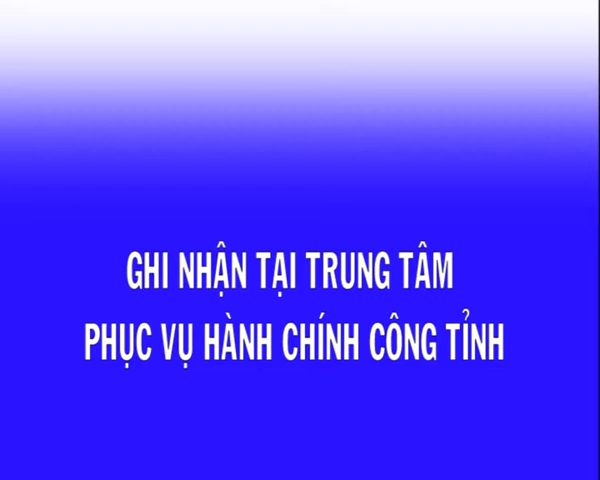 GHI NHẬN TẠI TRUNG TÂM
PHỤC VỤ HÀNH CHÍNH CÔNG TỈNH